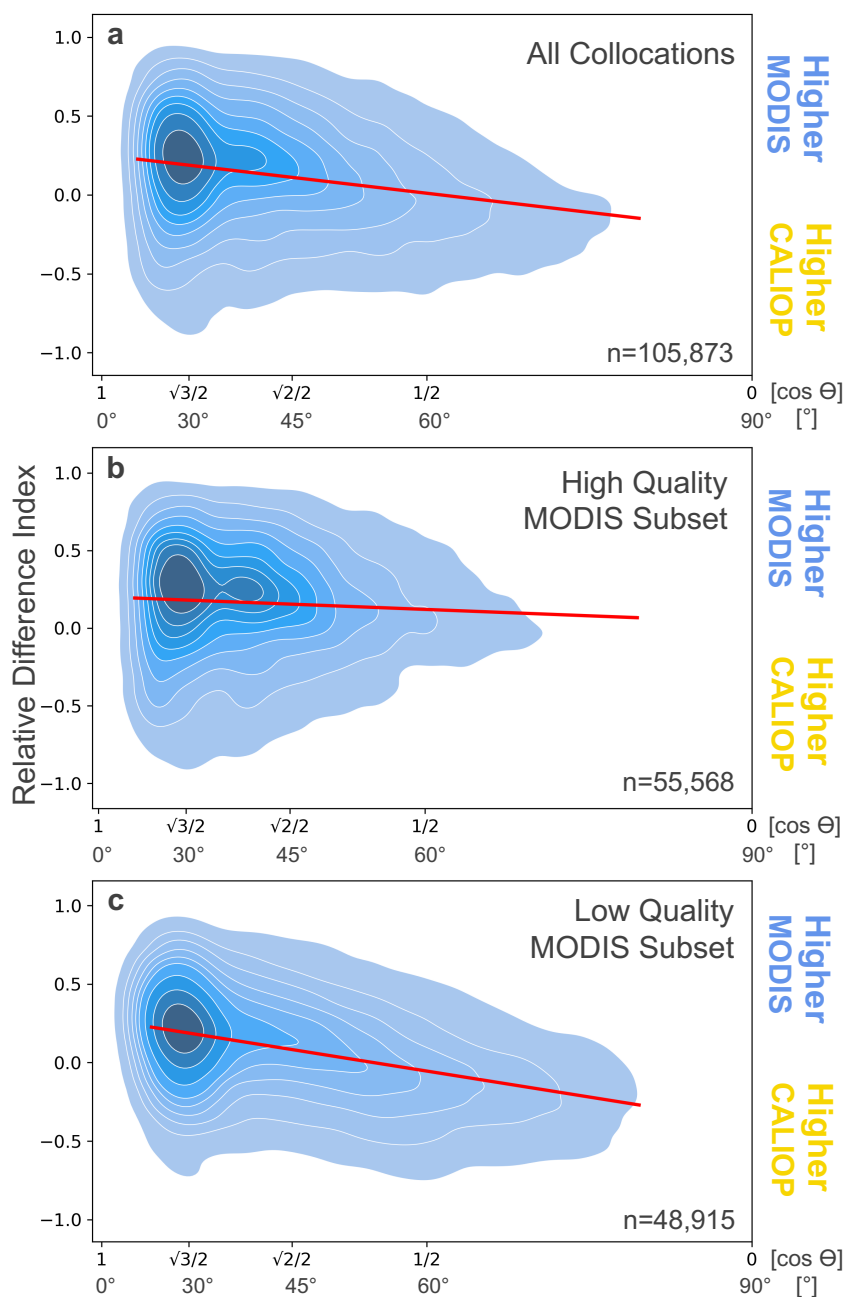 a
All Collocations
1.0
0.5
0.0
−0.5
−1.0
n=105,873
Higher
MODIS
Higher
CALIOP
1 √3/2 √2/2 1/2 0 [cos Θ]
0° 30° 45° 60° 90° [°]
Relative Difference Index
b
High Quality
MODIS Subset
1.0
0.5
0.0
−0.5
−1.0
n=55,568
Higher
MODIS
Higher
CALIOP
1 √3/2 √2/2 1/2 0 [cos Θ]
0° 30° 45° 60° 90° [°]
c
Low Quality
MODIS Subset
1.0
0.5
0.0
−0.5
−1.0
n=48,915
Higher
MODIS
Higher
CALIOP
1 √3/2 √2/2 1/2 0 [cos Θ]
0° 30° 45° 60° 90° [°]